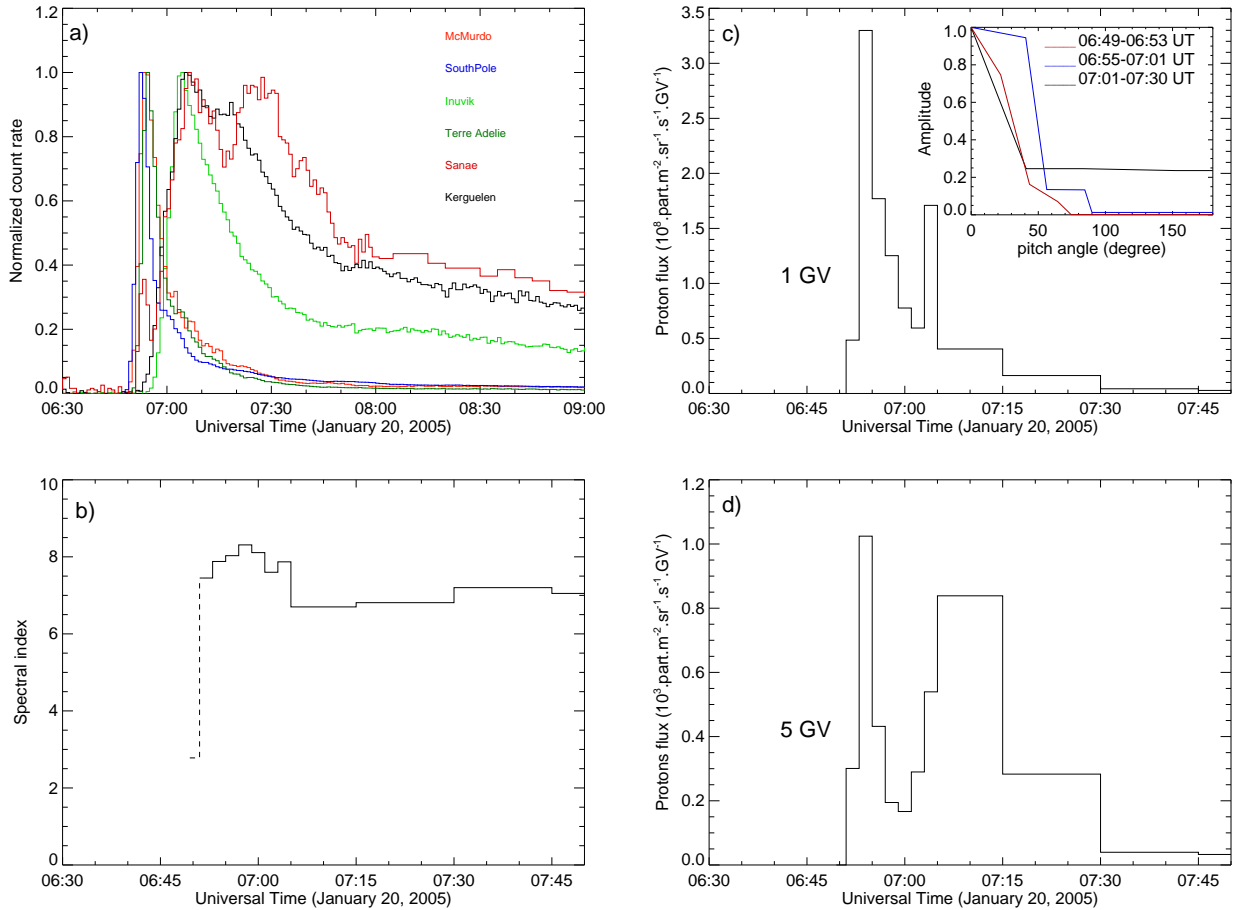 a)
McMurdo
SouthPole
Inuvik
Terre Adelie
Sanae
Kerguelen
Normalized count rate
1.2
1.0
0.8
0.6
0.4
0.2
0.0
06:30 07:00 07:30 08:00 08:30 09:00
Universal Time (January 20, 2005)
c)
1 GV
Proton flux (10⁸.part.m⁻².sr⁻¹.s⁻¹.GV⁻¹)
3.5
3.0
2.5
2.0
1.5
1.0
0.5
0.0
06:30 06:45 07:00 07:15 07:30 07:45
Universal Time (January 20, 2005)
06:49-06:53 UT
06:55-07:01 UT
07:01-07:30 UT
Amplitude
1.0
0.8
0.6
0.4
0.2
0.0
0 50 100 150
pitch angle (degree)
b)
Spectral index
10
8
6
4
2
0
06:30 06:45 07:00 07:15 07:30 07:45
Universal Time (January 20, 2005)
d)
5 GV
Protons flux (10³.part.m⁻².sr⁻¹.s⁻¹.GV⁻¹)
1.2
1.0
0.8
0.6
0.4
0.2
0.0
06:30 06:45 07:00 07:15 07:30 07:45
Universal Time (January 20, 2005)